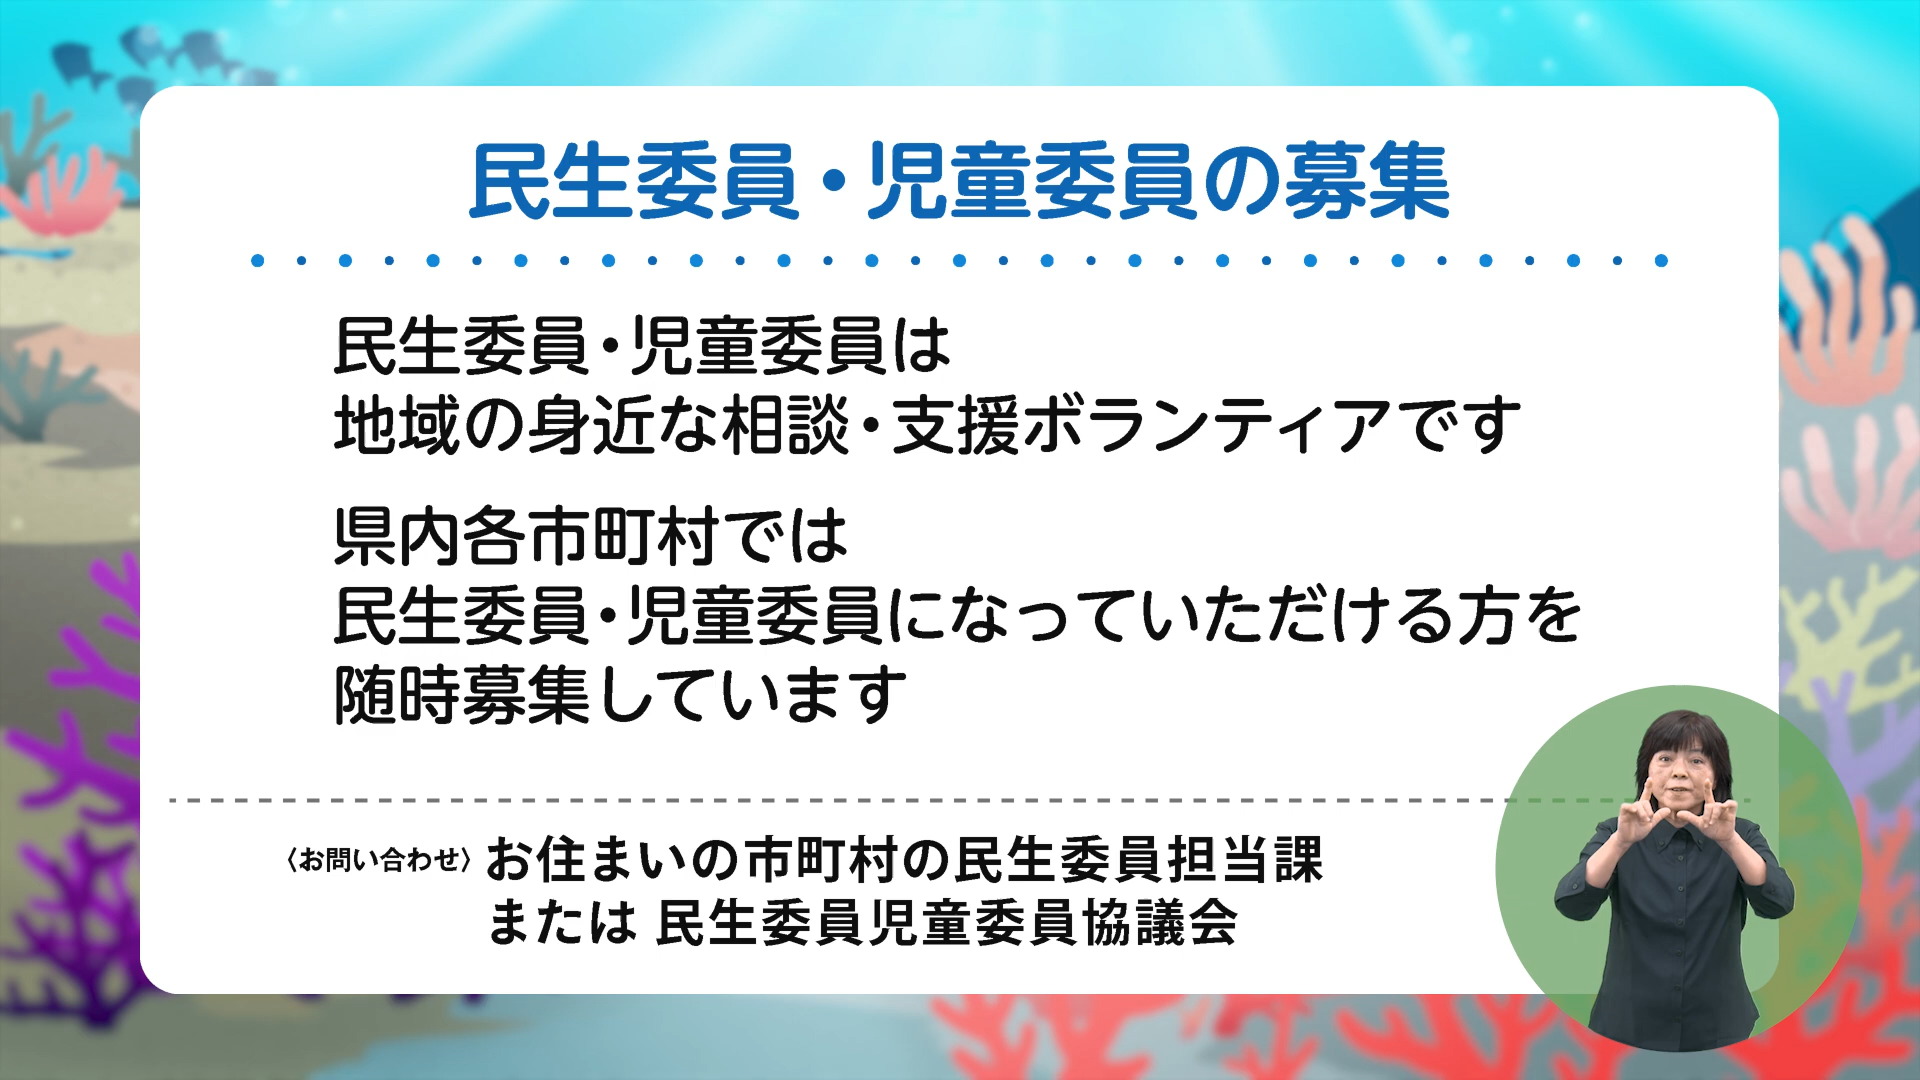 民生委員・児童委員の募集
民生委員・児童委員は
地域の身近な相談・支援ボランティアです
県内各市町村では
民生委員・児童委員になっていただける方を
随時募集しています
〈お問い合わせ〉お住まいの市町村の民生委員担当課
または 民生委員児童委員協議会